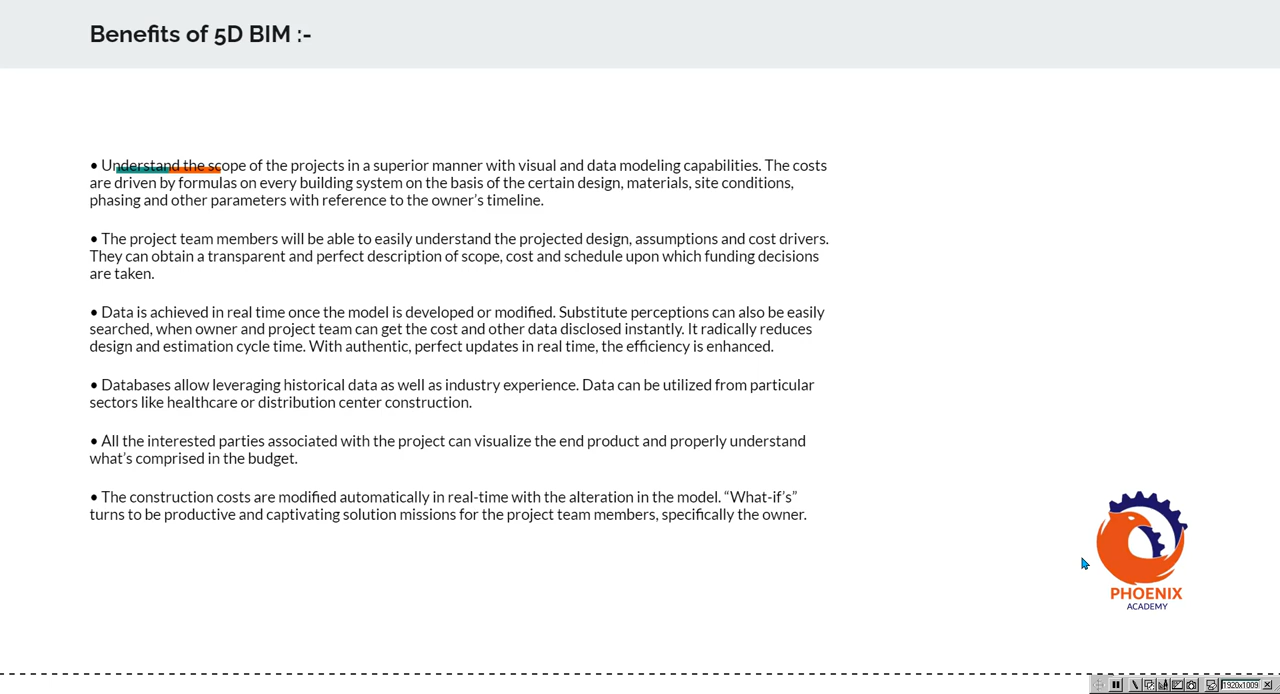 Benefits of 5D BIM :-
• Understand the scope of the projects in a superior manner with visual and data modeling capabilities. The costs
are driven by formulas on every building system on the basis of the certain design, materials, site conditions,
phasing and other parameters with reference to the owner’s timeline.
• The project team members will be able to easily understand the projected design, assumptions and cost drivers.
They can obtain a transparent and perfect description of scope, cost and schedule upon which funding decisions
are taken.
• Data is achieved in real time once the model is developed or modified. Substitute perceptions can also be easily
searched, when owner and project team can get the cost and other data disclosed instantly. It radically reduces
design and estimation cycle time. With authentic, perfect updates in real time, the efficiency is enhanced.
• Databases allow leveraging historical data as well as industry experience. Data can be utilized from particular
sectors like healthcare or distribution center construction.
• All the interested parties associated with the project can visualize the end product and properly understand
what’s comprised in the budget.
• The construction costs are modified automatically in real-time with the alteration in the model. “What-if’s”
turns to be productive and captivating solution missions for the project team members, specifically the owner.
PHOENIX
ACADEMY
1920x1009